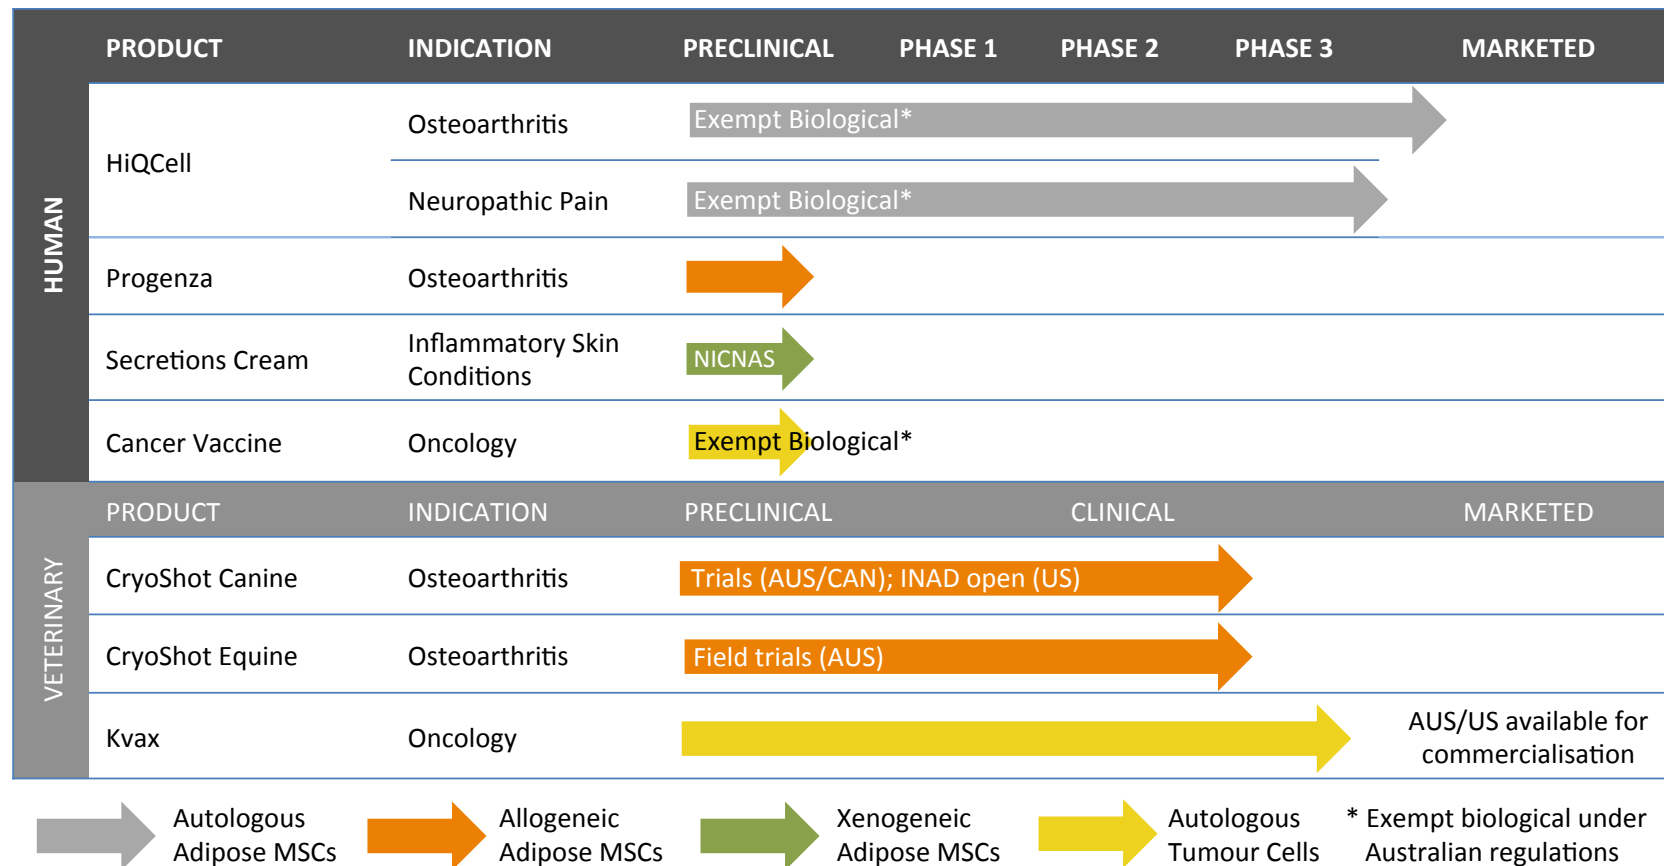 PRODUCT INDICATION PRECLINICAL PHASE 1 PHASE 2 PHASE 3 MARKETED
HUMAN
HiQCell
Osteoarthritis
Exempt Biological*
Neuropathic Pain
Exempt Biological*
Progenza
Osteoarthritis
Secretions Cream
Inflammatory Skin
Conditions
NICNAS
Cancer Vaccine
Oncology
Exempt Biological*
PRODUCT INDICATION PRECLINICAL CLINICAL MARKETED
VETERINARY
CryoShot Canine
Osteoarthritis
Trials (AUS/CAN); INAD open (US)
CryoShot Equine
Osteoarthritis
Field trials (AUS)
Kvax
Oncology
AUS/US available for
commercialisation
Autologous
Adipose MSCs
Allogeneic
Adipose MSCs
Xenogeneic
Adipose MSCs
Autologous
Tumour Cells
* Exempt biological under
Australian regulations